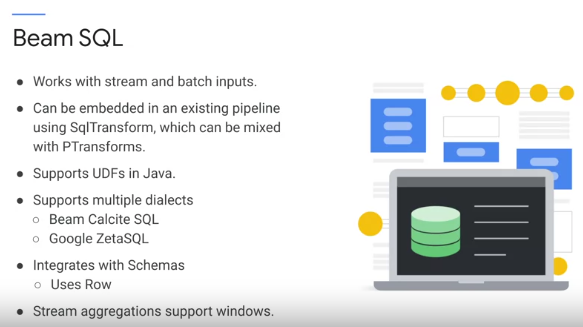 Beam SQL
● Works with stream and batch inputs.
● Can be embedded in an existing pipeline
using SqlTransform, which can be mixed
with PTransforms.
● Supports UDFs in Java.
● Supports multiple dialects
○ Beam Calcite SQL
○ Google ZetaSQL
● Integrates with Schemas
○ Uses Row
● Stream aggregations support windows.